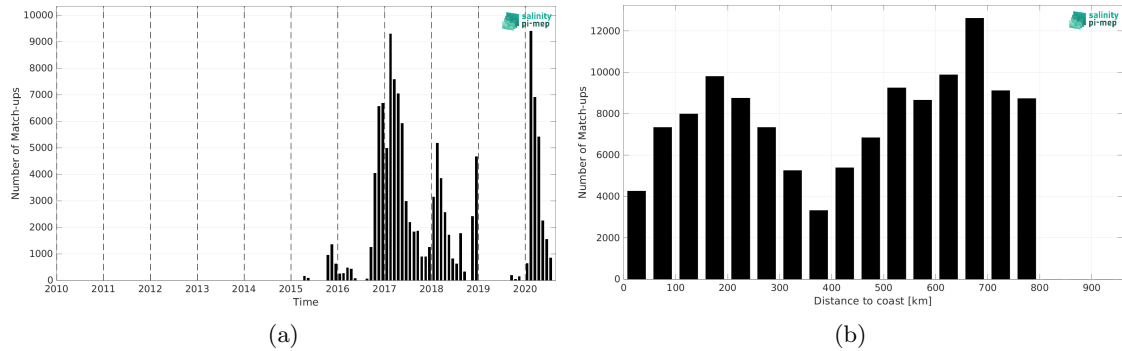 salinity
pi-mep
10000
9000
8000
7000
6000
5000
4000
3000
2000
1000
0
Number of Match-ups
2010 2011 2012 2013 2014 2015 2016 2017 2018 2019 2020
Time
(a)
salinity
pi-mep
12000
10000
8000
6000
4000
2000
0
Number of Match-ups
0 100 200 300 400 500 600 700 800 900
Distance to coast [km]
(b)